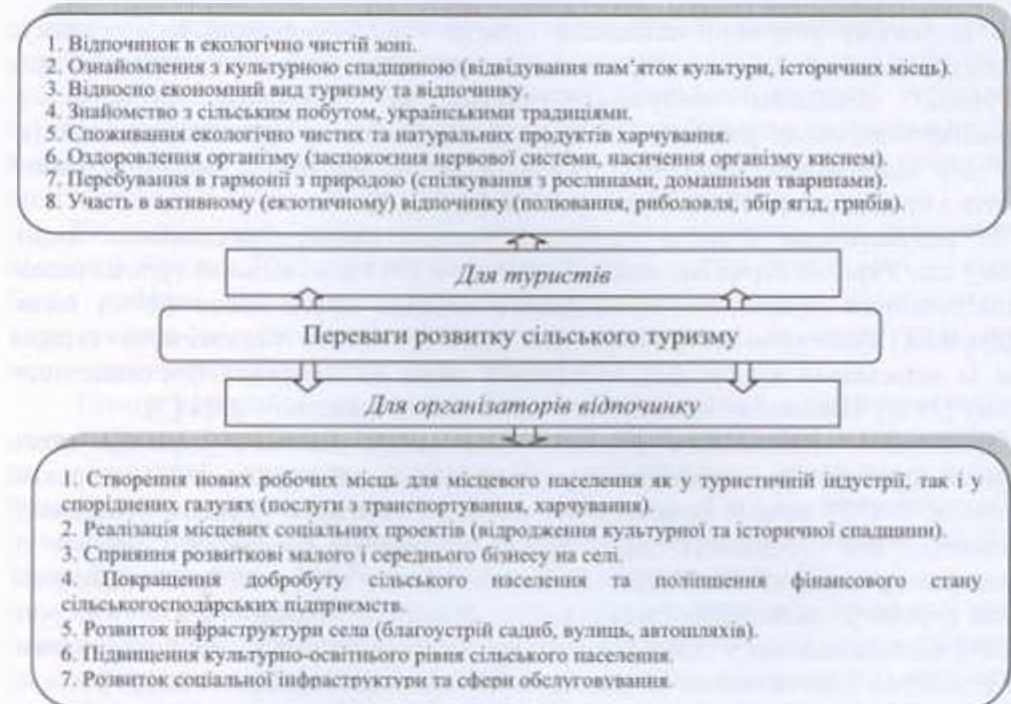 1. Відпочинок в екологічно чистій зоні.
2. Ознайомлення з культурною спадщиною (відвідування пам’яток культури, історичних місць).
3. Відносно економний вид туризму та відпочинку.
4. Знайомство з сільським побутом, українськими традиціями.
5. Споживання екологічно чистих та натуральних продуктів харчування.
6. Оздоровлення організму (заспокоєння нервової системи, насичення організму киснем).
7. Перебування в гармонії з природою (спілкування з рослинами, домашніми тваринами).
8. Участь в активному (екзотичному) відпочинку (полювання, риболовля, збір ягід, грибів).
Для туристів
Переваги розвитку сільського туризму
Для організаторів відпочинку
1. Створення нових робочих місць для місцевого населення як у туристичній індустрії, так і у
споріднених галузях (послуги з транспортування, харчування).
2. Реалізація місцевих соціальних проектів (відродження культурної та історичної спадщини).
3. Сприяння розвиткові малого і середнього бізнесу на селі.
4. Покращення добробуту сільського населення та поліпшення фінансового стану
сільськогосподарських підприємств.
5. Розвиток інфраструктури села (благоустрій садиб, вулиць, автошляхів).
6. Підвищення культурно-освітнього рівня сільського населення.
7. Розвиток соціальної інфраструктури та сфери обслуговування.